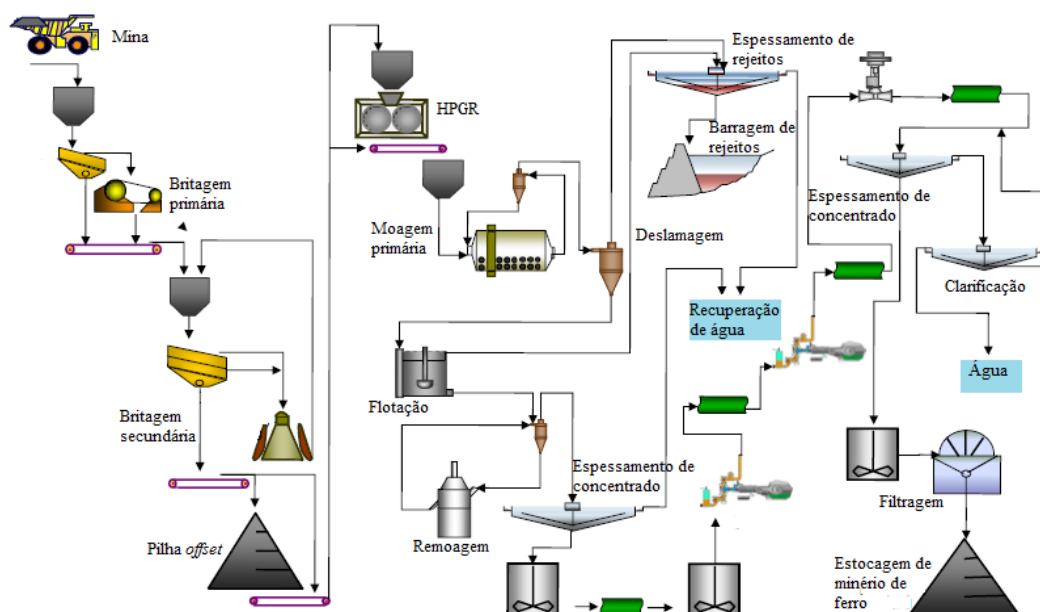 Mina
Britagem
primária
Britagem
secundária
Pilha offset
HPGR
Moagem
primária
Deslamagem
Flotação
Remoagem
Espessamento de
concentrado
Espessamento de
rejeitos
Barragem de
rejeitos
Recuperação
de água
Espessamento
de concentrado
Clarificação
Água
Filtragem
Estocagem de
minério de
ferro